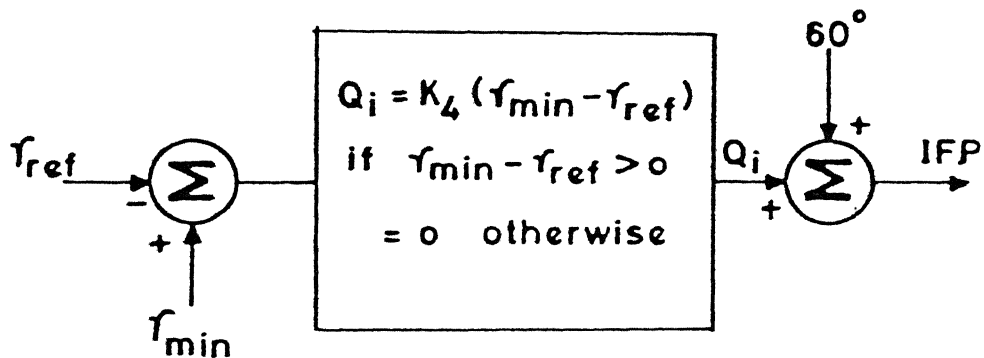 60°
Qi = K4 (γmin − γref)
if γmin − γref > 0
= 0 otherwise
γref
Σ
Qi
Σ
IFP
−
+
+
+
γmin